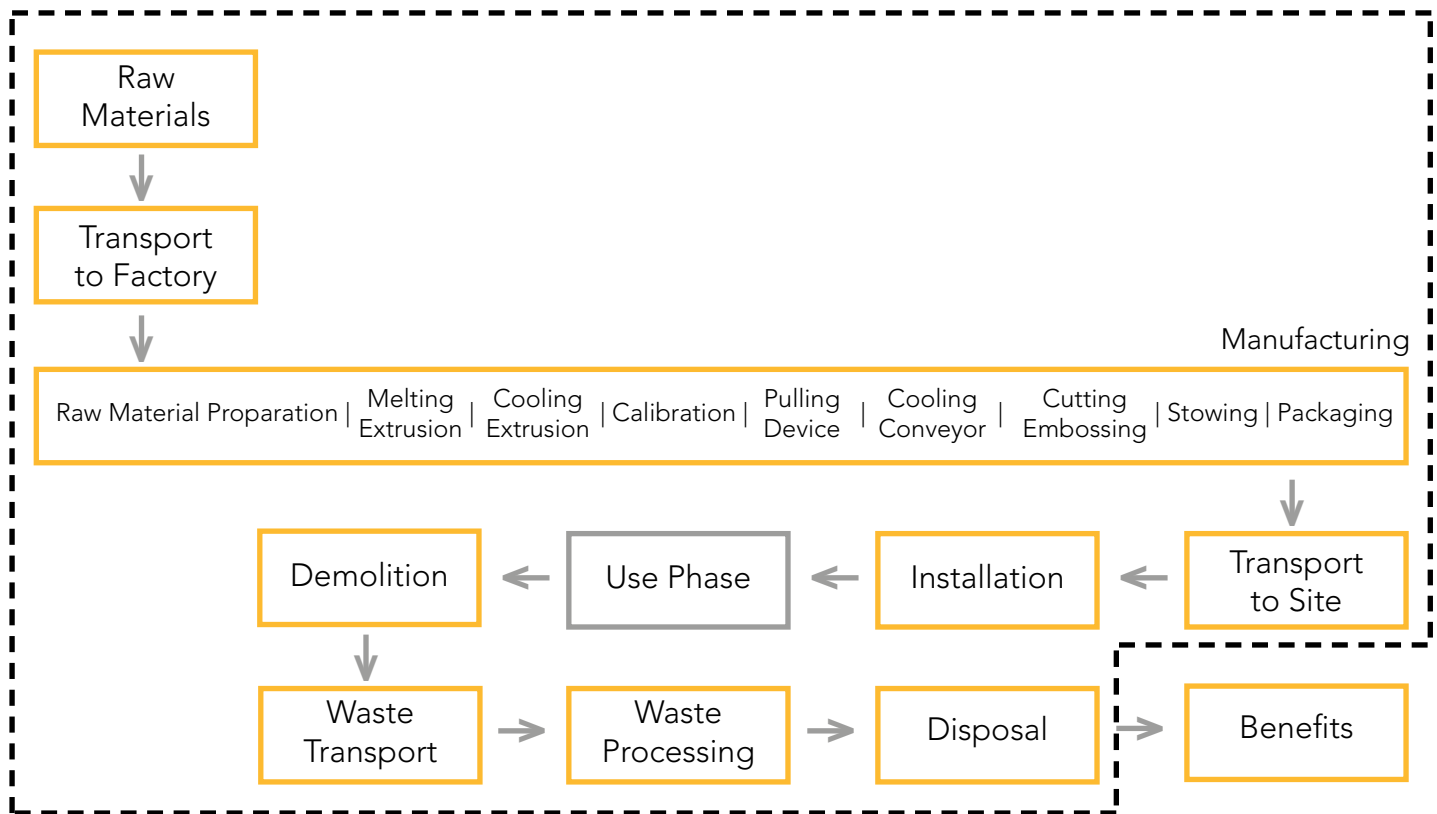 Raw
Materials
Transport
to Factory
Manufacturing
Raw Material Proparation | Melting Extrusion | Cooling Extrusion | Calibration | Pulling Device | Cooling Conveyor | Cutting Embossing | Stowing | Packaging
Demolition
Use Phase
Installation
Transport
to Site
Waste
Transport
Waste
Processing
Disposal
Benefits